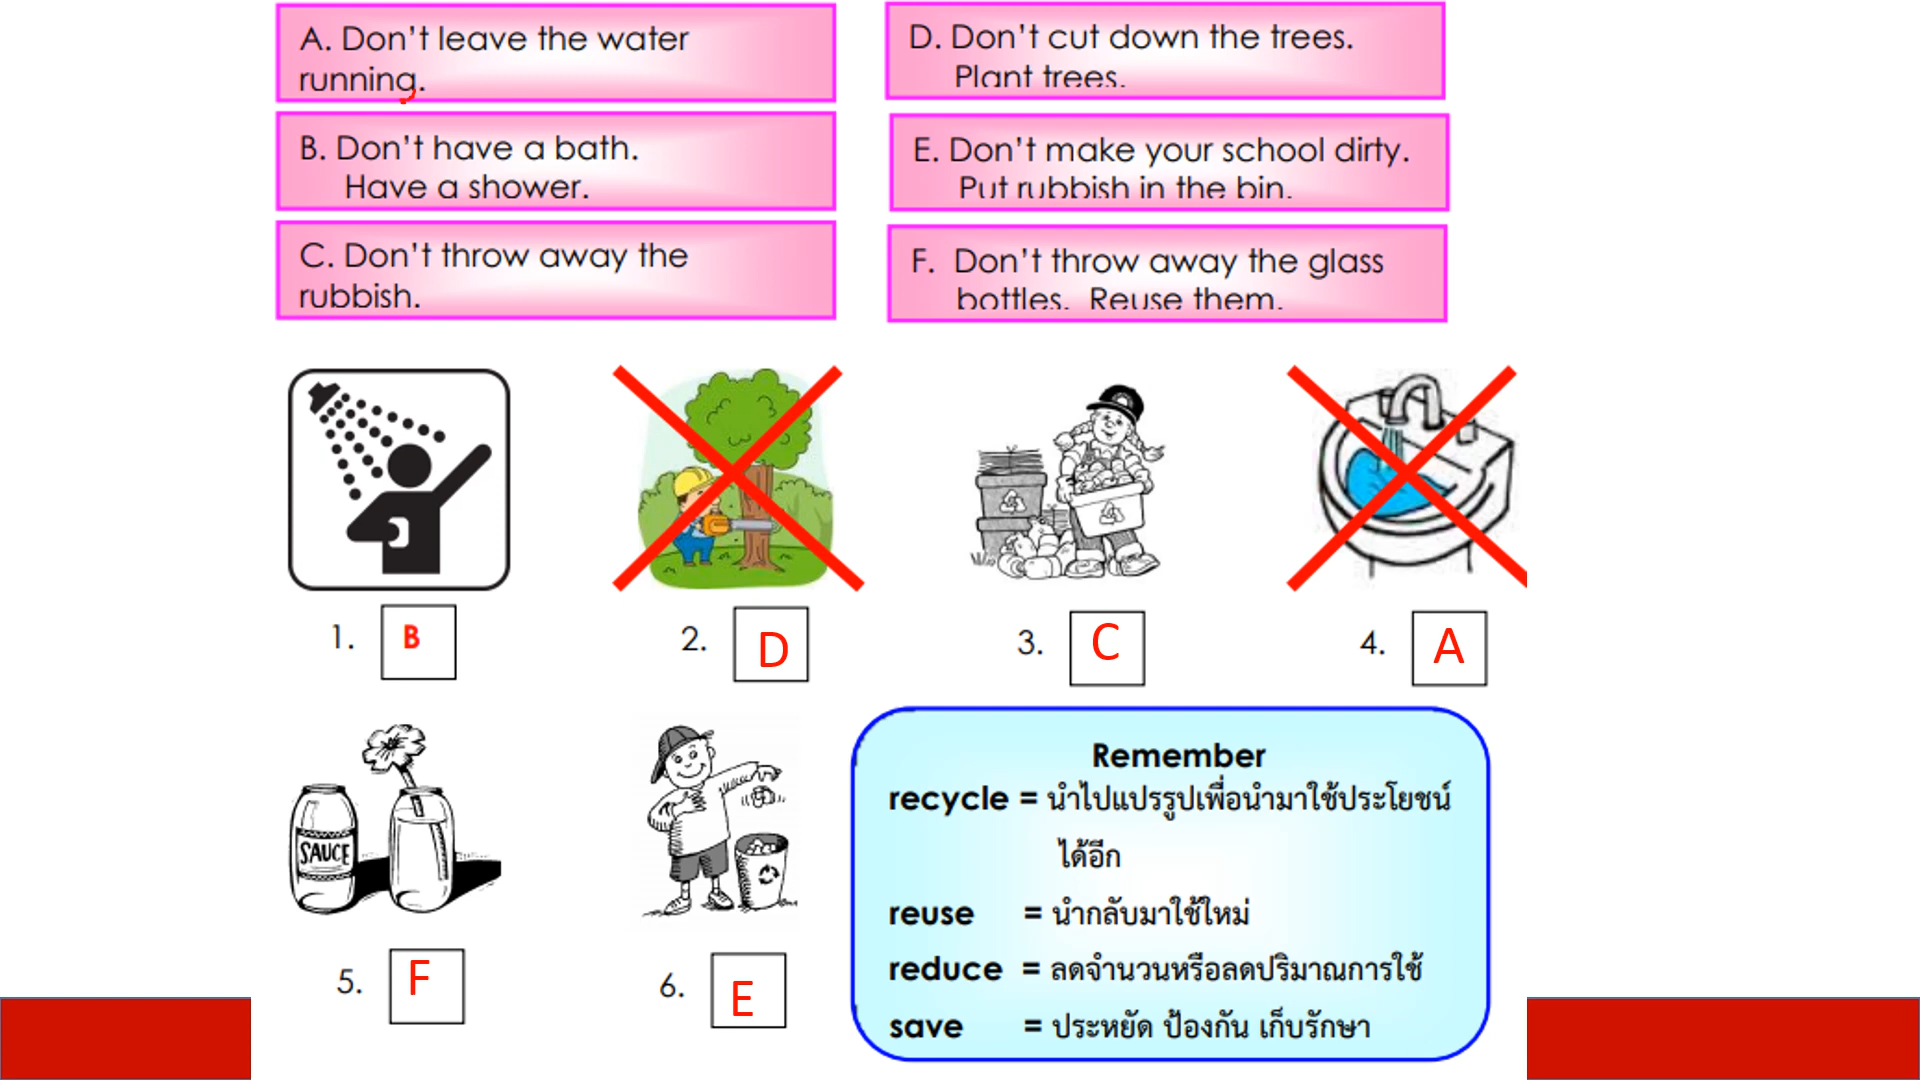 A. Don't leave the water
running.
D. Don't cut down the trees.
Plant trees.
B. Don't have a bath.
Have a shower.
E. Don't make your school dirty.
Put rubbish in the bin.
C. Don't throw away the
rubbish.
F. Don't throw away the glass
bottles. Reuse them.
1. B
2. D
3. C
4. A
SAUCE
5. F
6. E
Remember
recycle = นำไปแปรรูปเพื่อนำมาใช้ประโยชน์
ได้อีก
reuse = นำกลับมาใช้ใหม่
reduce = ลดจำนวนหรือลดปริมาณการใช้
save = ประหยัด ป้องกัน เก็บรักษา